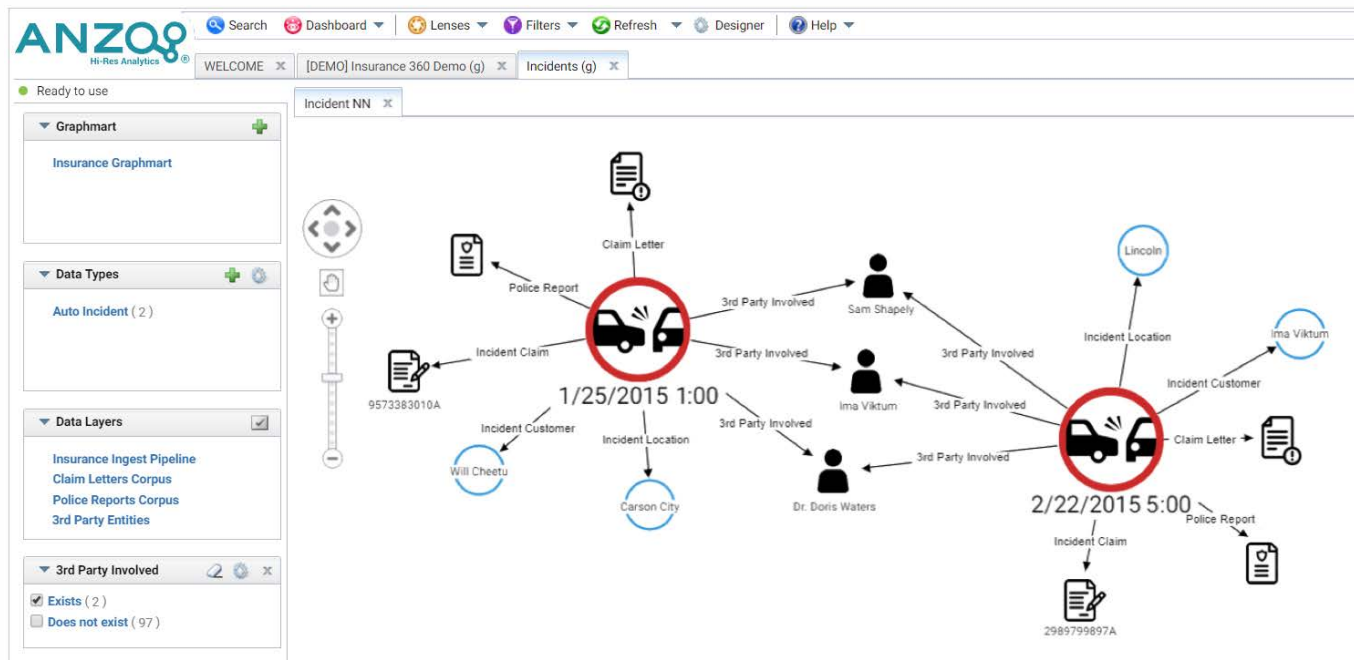 ANZO
Hi-Res Analytics ®
Search Dashboard Lenses Filters Refresh Designer Help
WELCOME [DEMO] Insurance 360 Demo (g) Incidents (g)
Ready to use
Incident NN
Graphmart
Insurance Graphmart
Data Types
Auto Incident ( 2 )
Data Layers
Insurance Ingest Pipeline
Claim Letters Corpus
Police Reports Corpus
3rd Party Entities
3rd Party Involved
Exists ( 2 )
Does not exist ( 97 )
Claim Letter
Police Report
Incident Claim
9573383010A
1/25/2015 1:00
Incident Customer
Will Cheetu
Incident Location
Carson City
3rd Party Involved
Sam Shapely
3rd Party Involved
Ima Viktum
3rd Party Involved
Dr. Doris Waters
3rd Party Involved
3rd Party Involved
3rd Party Involved
Lincoln
Incident Location
Ima Viktum
Incident Customer
Claim Letter
2/22/2015 5:00
Police Report
Incident Claim
2989799897A